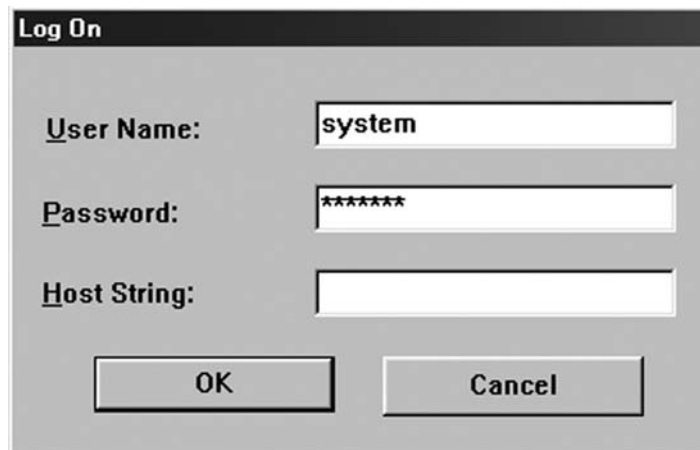 Log On
User Name: system
Password: *******
Host String:
OK Cancel